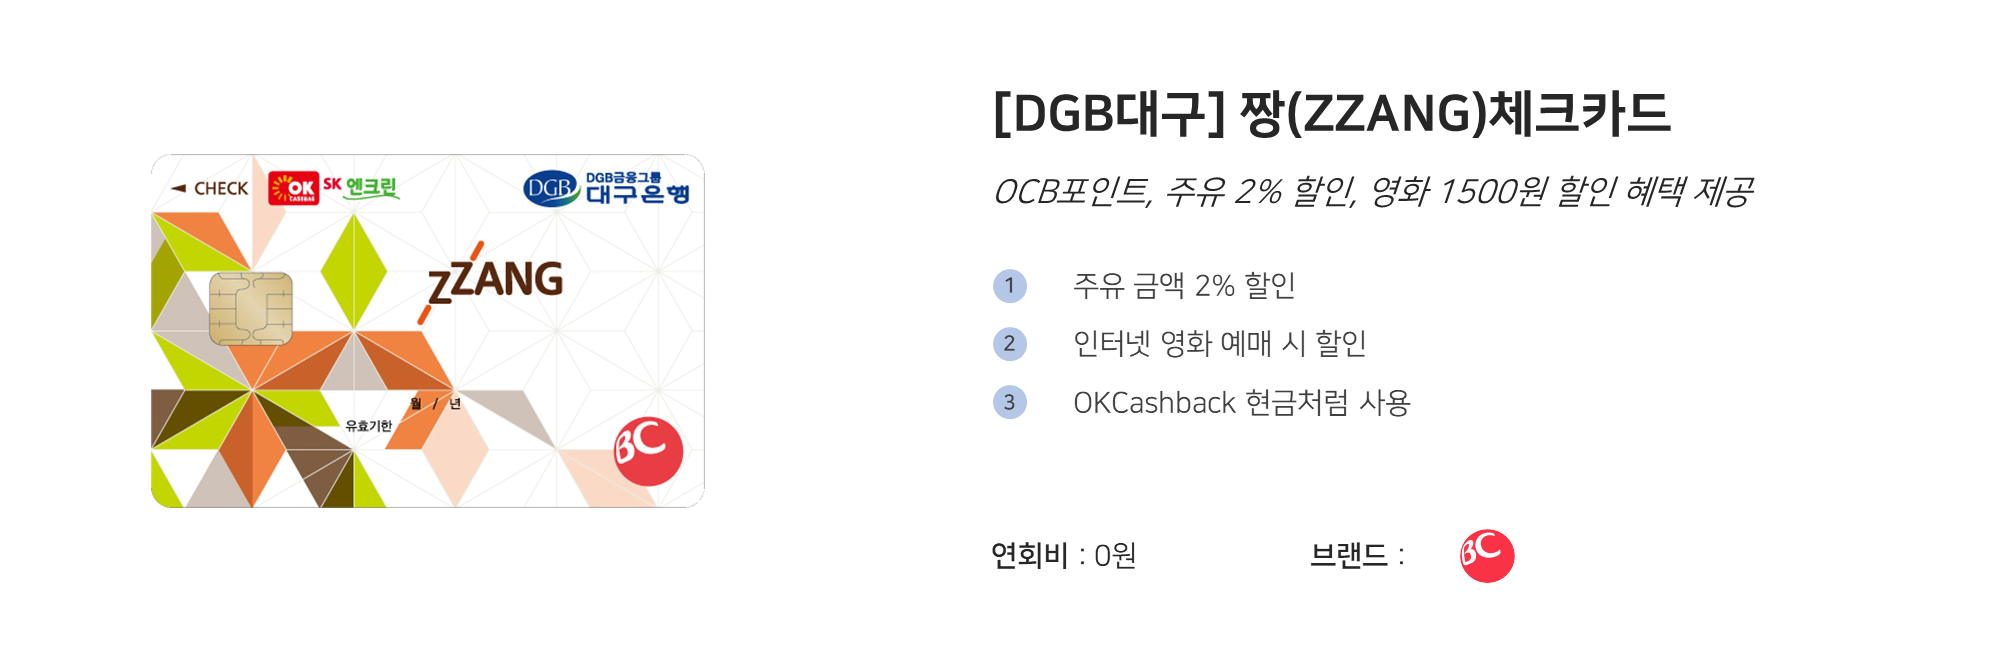 CHECK
OK
CASHBAG
SK 엔크린
DGB
DGB금융그룹
대구은행
ZZANG
월 / 년
유효기한
BC
[DGB대구] 짱(ZZANG)체크카드
OCB포인트, 주유 2% 할인, 영화 1500원 할인 혜택 제공
1 주유 금액 2% 할인
2 인터넷 영화 예매 시 할인
3 OKCashback 현금처럼 사용
연회비 : 0원
브랜드 : BC